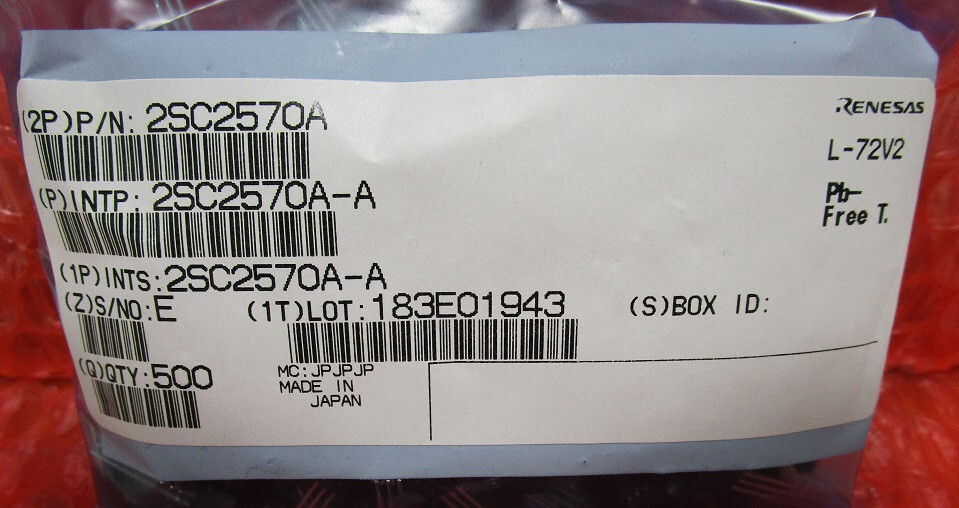 (2P)P/N: 2SC2570A
RENESAS
L-72V2
(P)INTP: 2SC2570A-A
Pb-
Free T.
(1P)INTS: 2SC2570A-A
(Z)S/NO: E (1T)LOT: 183E01943 (S)BOX ID:
(Q)QTY: 500
MC: JPJPJP
MADE IN
JAPAN